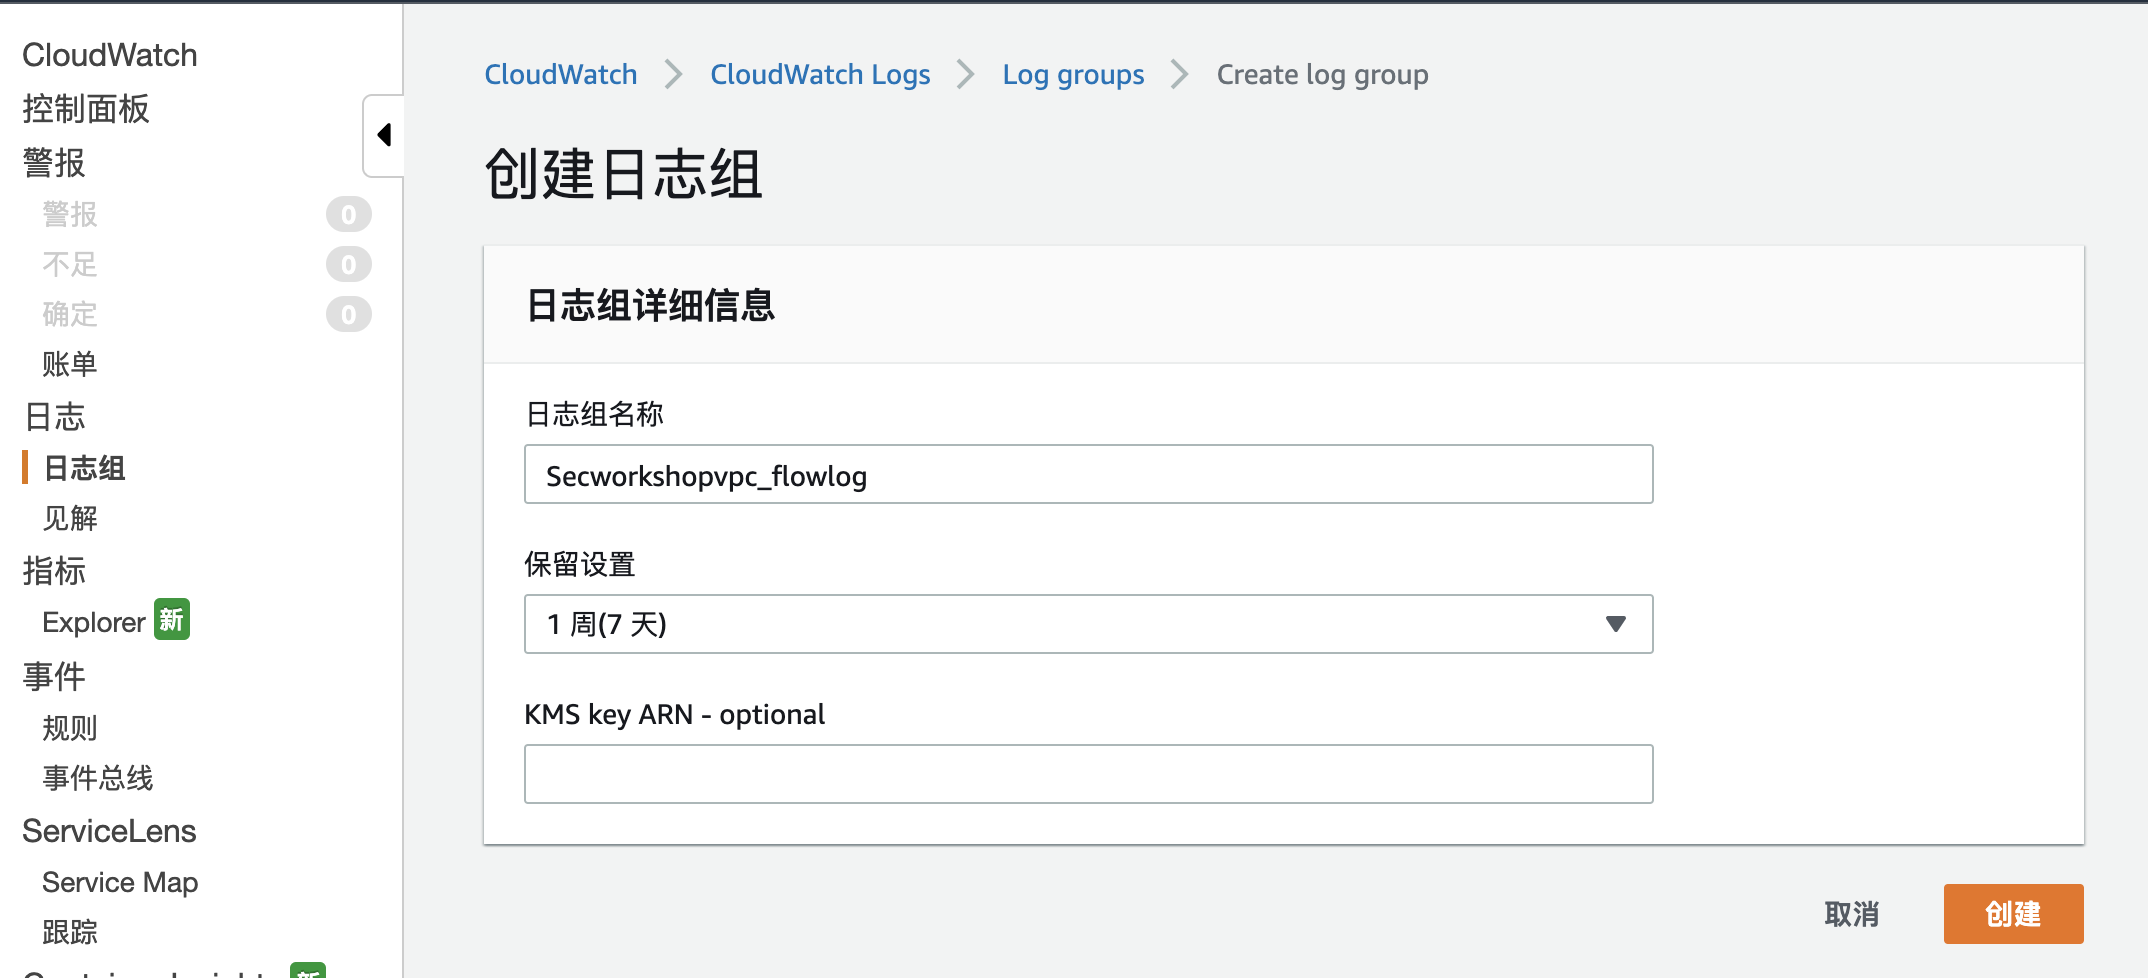 CloudWatch
控制面板
警报
警报 0
不足 0
确定 0
账单
日志
日志组
见解
指标
Explorer 新
事件
规则
事件总线
ServiceLens
Service Map
跟踪
新
CloudWatch > CloudWatch Logs > Log groups > Create log group
创建日志组
日志组详细信息
日志组名称
Secworkshopvpc_flowlog
保留设置
1 周(7 天)
KMS key ARN - optional
取消 创建